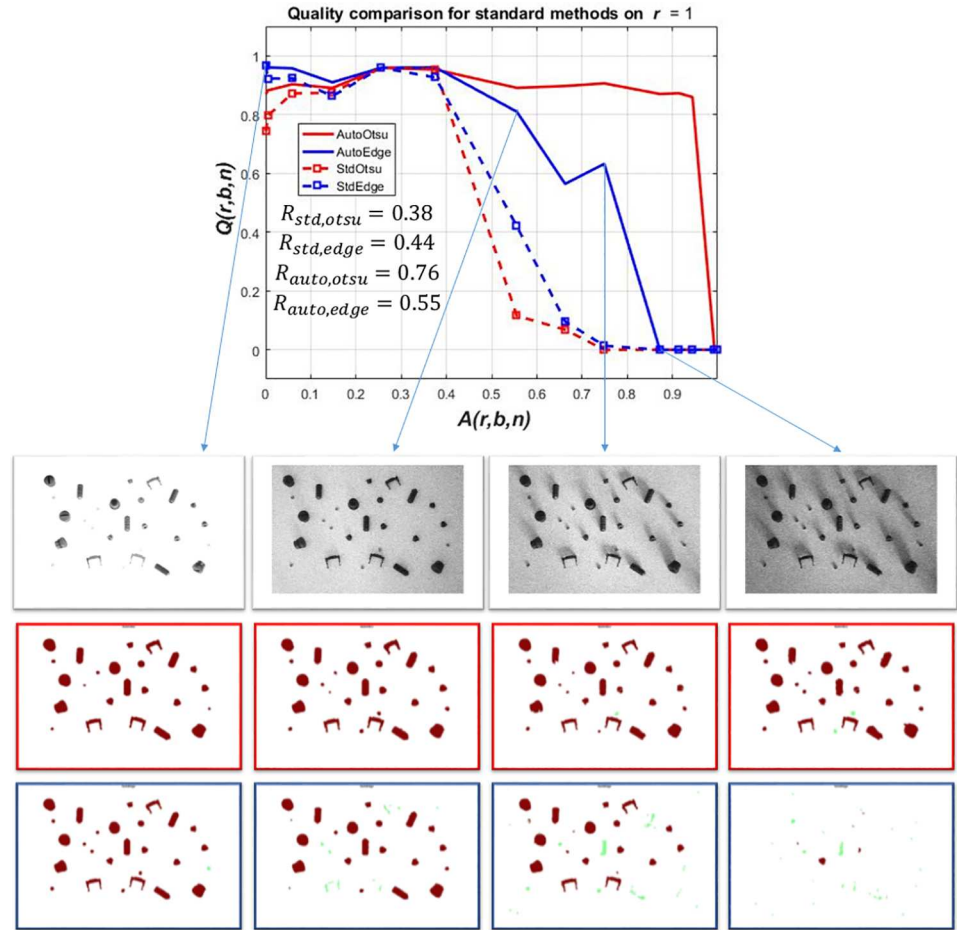 Quality comparison for standard methods on r = 1
1
0.8
0.6
0.4
0.2
0
Q(r,b,n)
AutoOtsu
AutoEdge
StdOtsu
StdEdge
R_std,otsu = 0.38
R_std,edge = 0.44
R_auto,otsu = 0.76
R_auto,edge = 0.55
0 0.1 0.2 0.3 0.4 0.5 0.6 0.7 0.8 0.9
A(r,b,n)